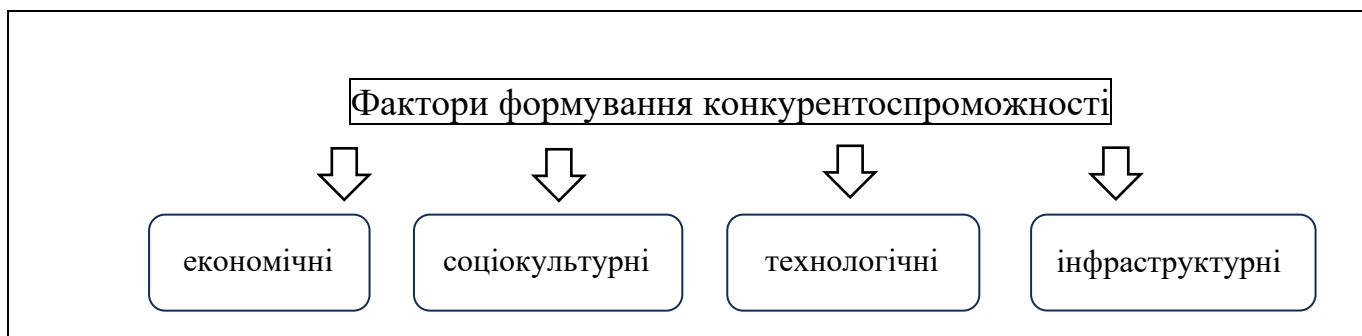 Фактори формування конкурентоспроможності
економічні
соціокультурні
технологічні
інфраструктурні